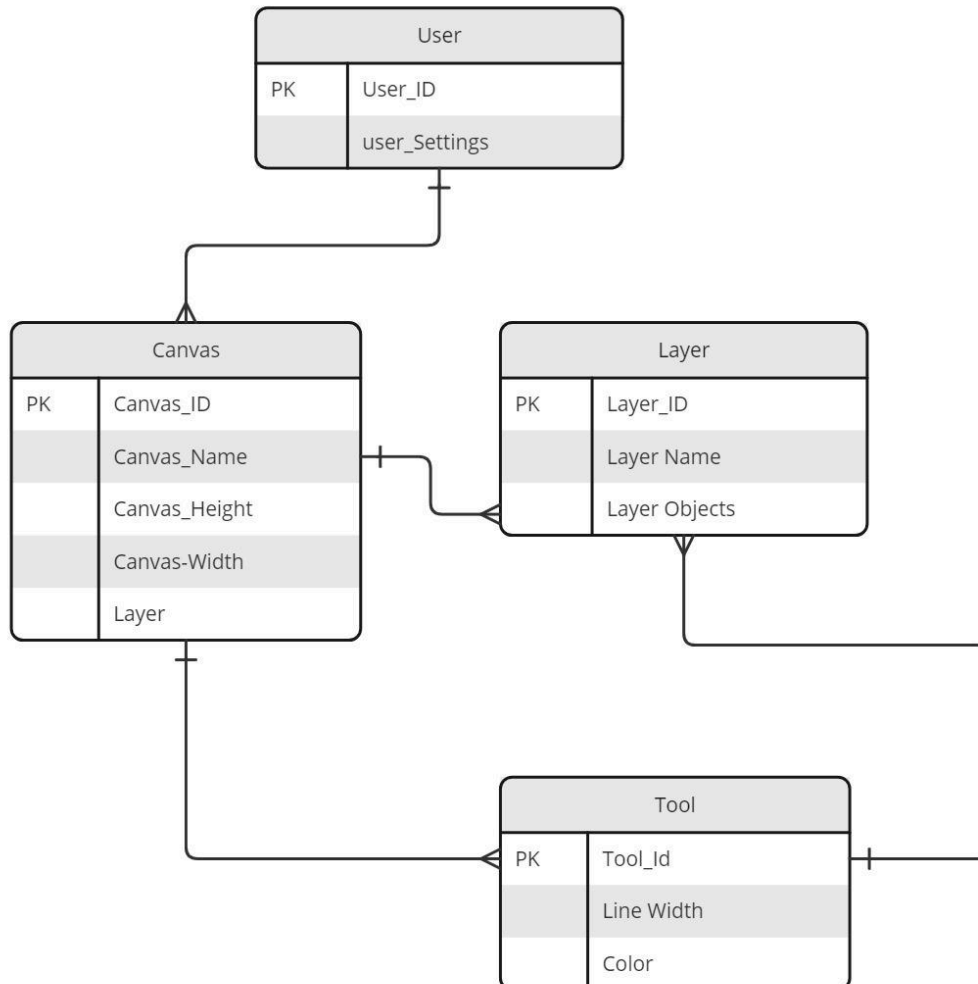 User
PK User_ID
user_Settings
Canvas
PK Canvas_ID
Canvas_Name
Canvas_Height
Canvas-Width
Layer
Layer
PK Layer_ID
Layer Name
Layer Objects
Tool
PK Tool_Id
Line Width
Color